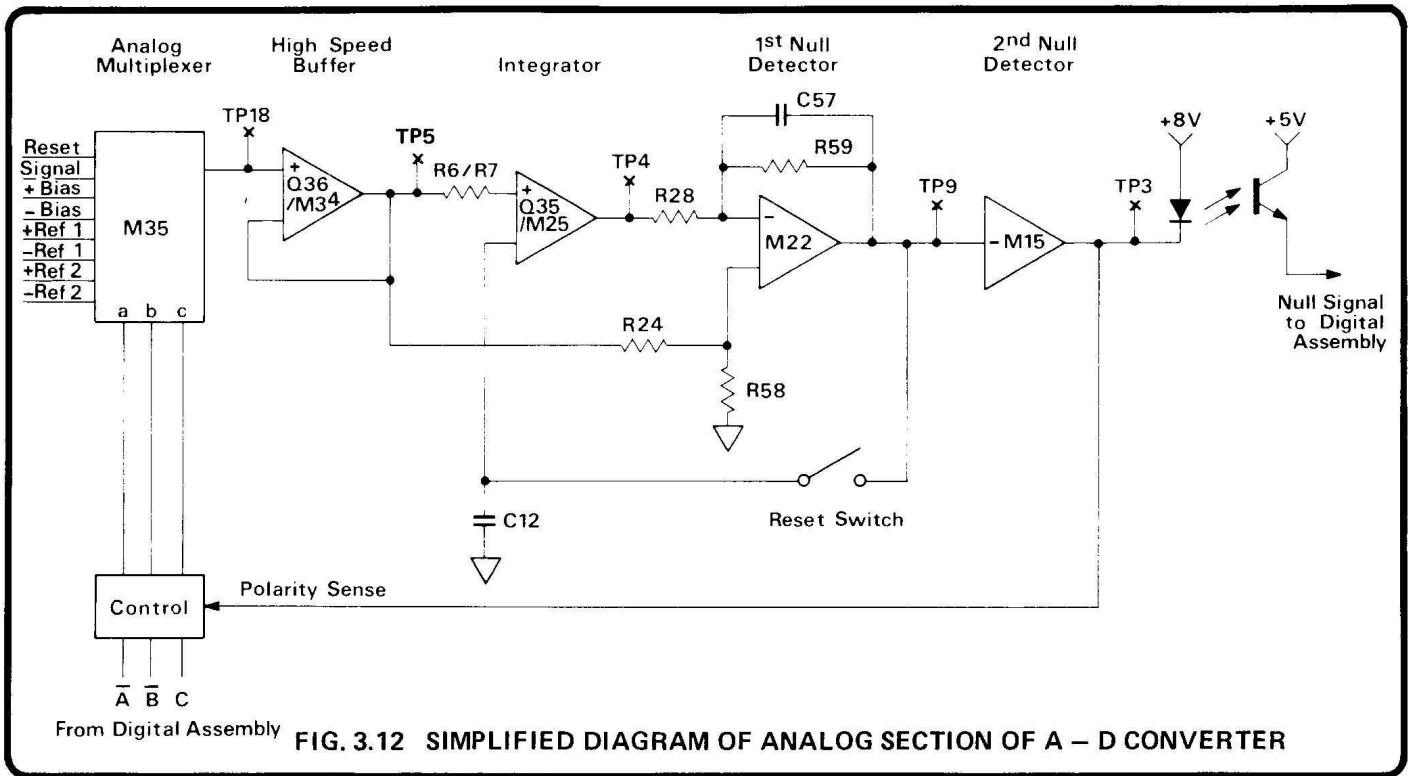 Analog
Multiplexer
High Speed
Buffer
Integrator
1st Null
Detector
2nd Null
Detector
C57
+8V
+5V
TP18
TP5
R59
Reset
Signal
+ Bias
− Bias
+Ref 1
−Ref 1
+Ref 2
−Ref 2
M35
a b c
+
Q36
/M34
R6/R7
+
Q35
/M25
TP4
R28
−
M22
TP9
− M15
TP3
Null Signal
to Digital
Assembly
R24
R58
C12
Reset Switch
Control
Polarity Sense
A̅ B̅ C
From Digital Assembly
FIG. 3.12 SIMPLIFIED DIAGRAM OF ANALOG SECTION OF A – D CONVERTER